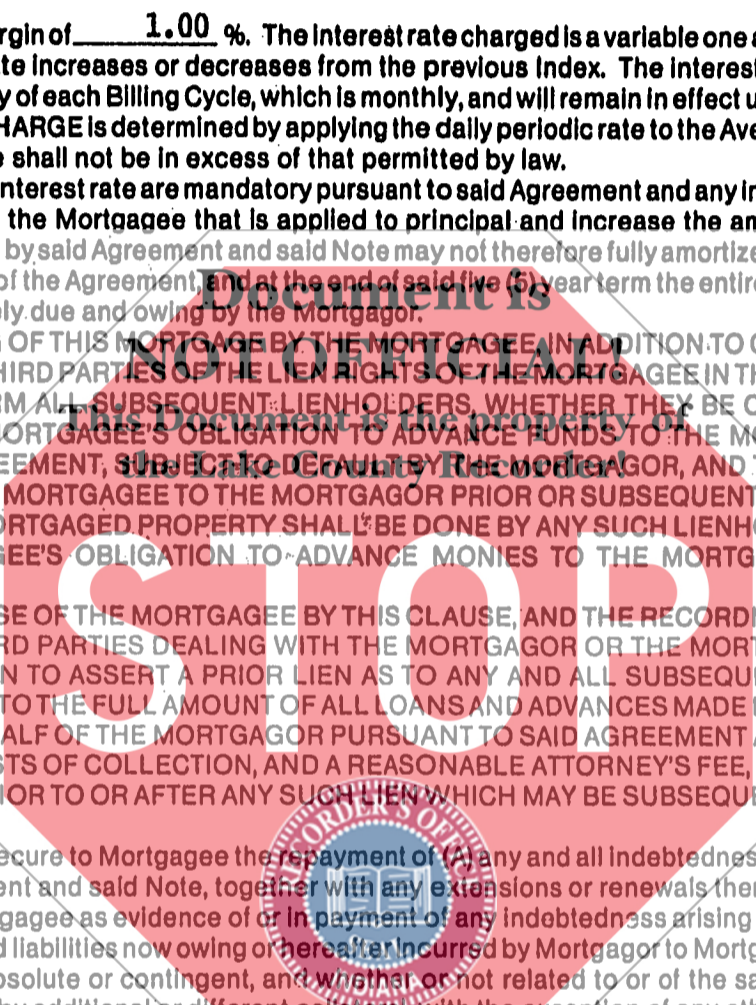 rgin of 1.00 %. The interest rate charged is a variable one a
te increases or decreases from the previous Index. The interes
y of each Billing Cycle, which is monthly, and will remain in effect u
HARGE is determined by applying the daily periodic rate to the Ave
e shall not be in excess of that permitted by law.
nterest rate are mandatory pursuant to said Agreement and any in
the Mortgagee that is applied to principal and increase the am
by said Agreement and said Note may not therefore fully amortize
of the Agreement, and at the end of said five (5) year term the entire
Document is
ly due and owing by the Mortgagor.
OF THIS MORTGAGE BY THE MORTGAGEE, IN ADDITION TO C
NOT OFFICIAL!
HIRD PARTIES OF THE LIEN RIGHTS OF THE MORTGAGEE IN TH
RM ALL SUBSEQUENT LIENHOLDERS, WHETHER THEY BE C
This Document is the property of
ORTGAGEE'S OBLIGATION TO ADVANCE FUNDS TO THE MO
EEMENT, SUBJECT TO DEFAULT BY THE MORTGAGOR, AND
the Lake County Recorder!
MORTGAGEE TO THE MORTGAGOR PRIOR OR SUBSEQUENT
RTGAGED PROPERTY SHALL BE DONE BY ANY SUCH LIENH
GEE'S OBLIGATION TO ADVANCE MONIES TO THE MORTG
STOP
SE OF THE MORTGAGEE BY THIS CLAUSE, AND THE RECORDI
RD PARTIES DEALING WITH THE MORTGAGOR OR THE MOR
N TO ASSERT A PRIOR LIEN AS TO ANY AND ALL SUBSEQU
TO THE FULL AMOUNT OF ALL LOANS AND ADVANCES MADE
ALF OF THE MORTGAGOR PURSUANT TO SAID AGREEMENT
TS OF COLLECTION, AND A REASONABLE ATTORNEY'S FEE,
IOR TO OR AFTER ANY SUCH LIEN WHICH MAY BE SUBSEQU
RECORDER'S OFFIC
ecure to Mortgagee the repayment of (A) any and all indebtednes
ent and said Note, together with any extensions or renewals ther
gagee as evidence of or in payment of any indebtedness arising
d liabilities now owing or hereafter incurred by Mortgagor to Mortg
bsolute or contingent, and whether or not related to or of the s